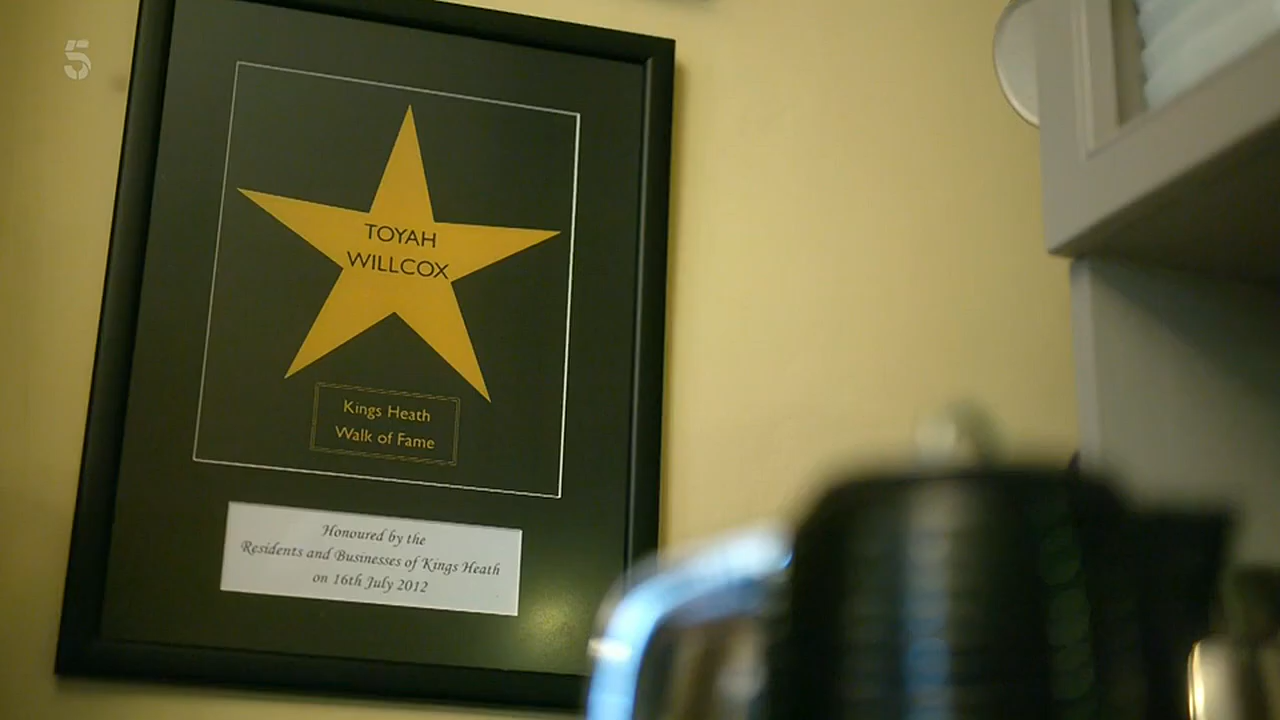 5
TOYAH
WILLCOX
Kings Heath
Walk of Fame
Honoured by the
Residents and Businesses of Kings Heath
on 16th July 2012